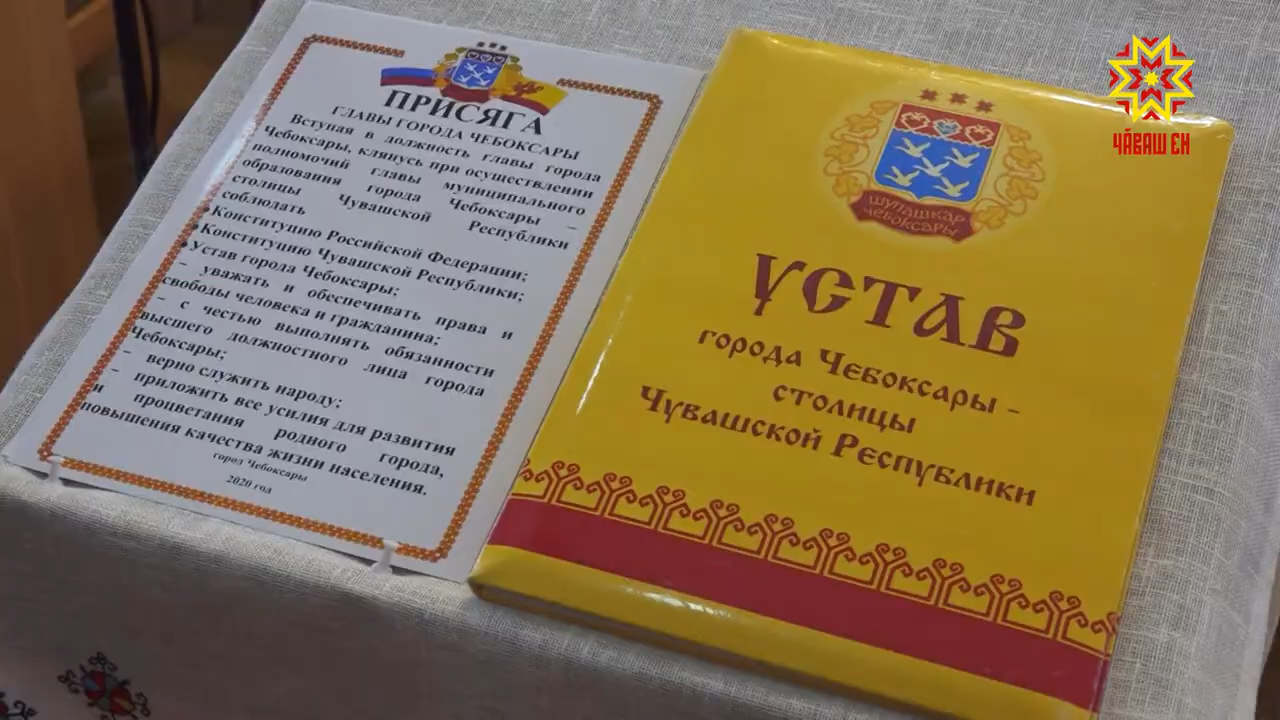 ПРИСЯГА
ГЛАВЫ ГОРОДА ЧЕБОКСАРЫ
Вступая в должность главы города
Чебоксары, клянусь при осуществлении
полномочий главы муниципального
образования города Чебоксары –
столицы Чувашской Республики
соблюдать
Конституцию Российской Федерации;
Конституцию Чувашской Республики;
Устав города Чебоксары;
– уважать и обеспечивать права и
свободы человека и гражданина;
– с честью выполнять обязанности
высшего должностного лица города
Чебоксары;
– верно служить народу;
– приложить все усилия для развития
и процветания родного города,
повышения качества жизни населения.
город Чебоксары
2020 год
ШУПАШКАР
ЧЕБОКСАРЫ
УСТАВ
города Чебоксары -
столицы
Чувашской Республики
ЧӐВАШ ЕН